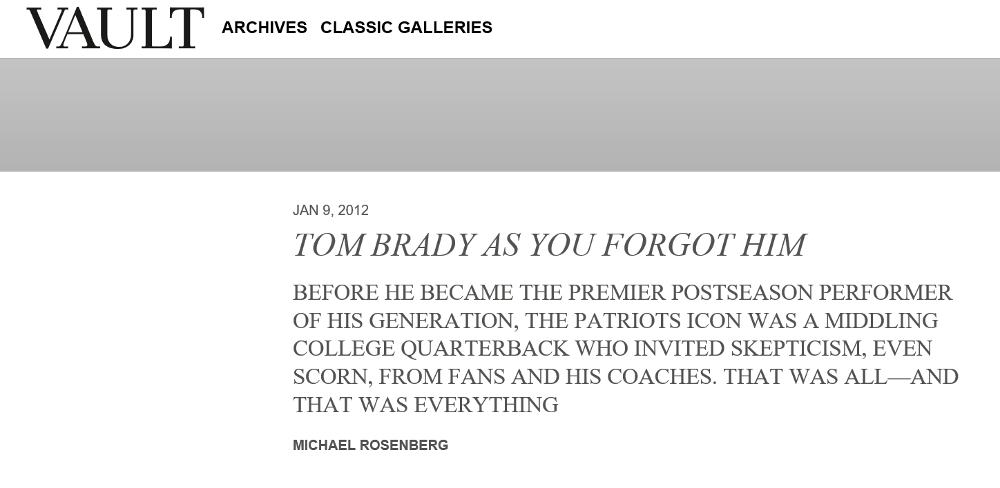 VAULT ARCHIVES CLASSIC GALLERIES
JAN 9, 2012
TOM BRADY AS YOU FORGOT HIM
BEFORE HE BECAME THE PREMIER POSTSEASON PERFORMER
OF HIS GENERATION, THE PATRIOTS ICON WAS A MIDDLING
COLLEGE QUARTERBACK WHO INVITED SKEPTICISM, EVEN
SCORN, FROM FANS AND HIS COACHES. THAT WAS ALL—AND
THAT WAS EVERYTHING
MICHAEL ROSENBERG